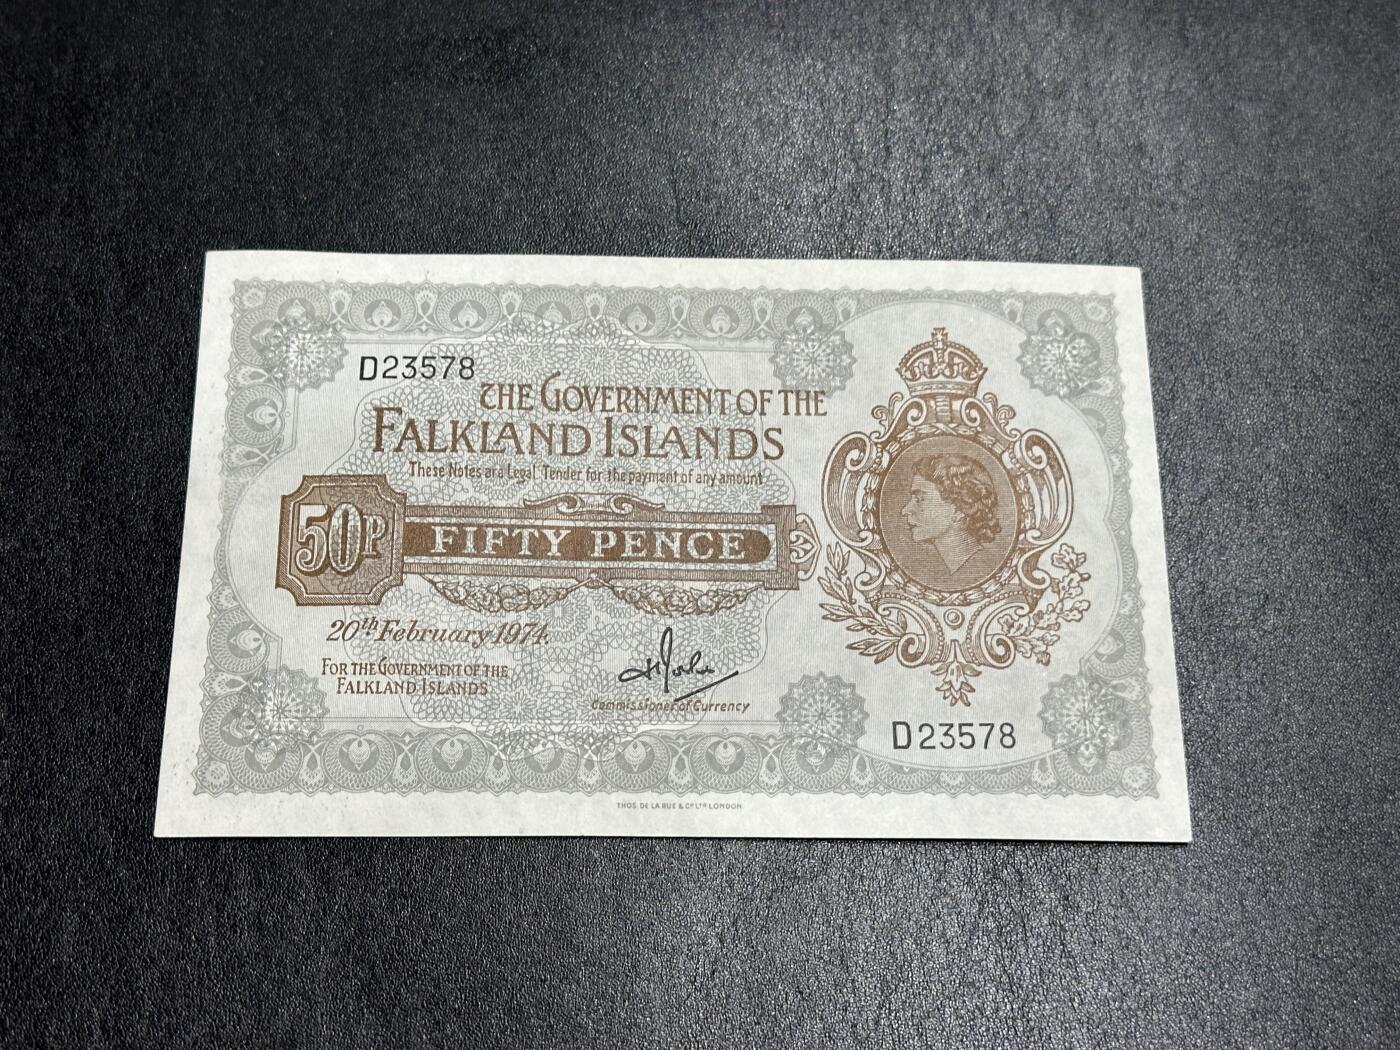 D23578
THE GOVERNMENT OF THE
FALKLAND ISLANDS
These Notes are Legal Tender for the payment of any amount
50P
FIFTY PENCE
20th February 1974.
FOR THE GOVERNMENT OF THE
FALKLAND ISLANDS
Commissioner of Currency
D23578
THOS. DE LA RUE & CO LTD LONDON